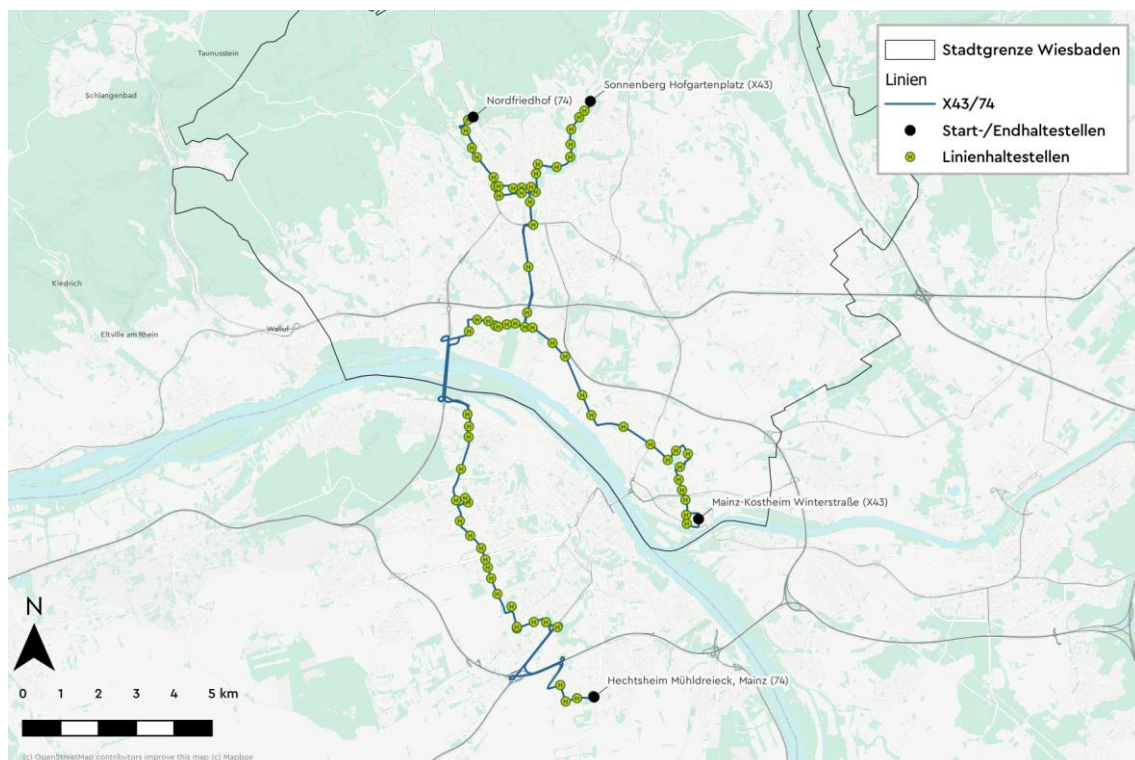 Taunusstein
Schlangenbad
Nordfriedhof (74)
Sonnenberg Hofgartenplatz (X43)
Stadtgrenze Wiesbaden
Linien
X43/74
Start-/Endhaltestellen
H Linienhaltestellen
Kiedrich
Eltville am Rhein
Walluf
Mainz-Kostheim Winterstraße (X43)
Hechtsheim Mühldreieck, Mainz (74)
N
0 1 2 3 4 5 km
(c) OpenStreetMap contributors improve this map (c) Mapbox